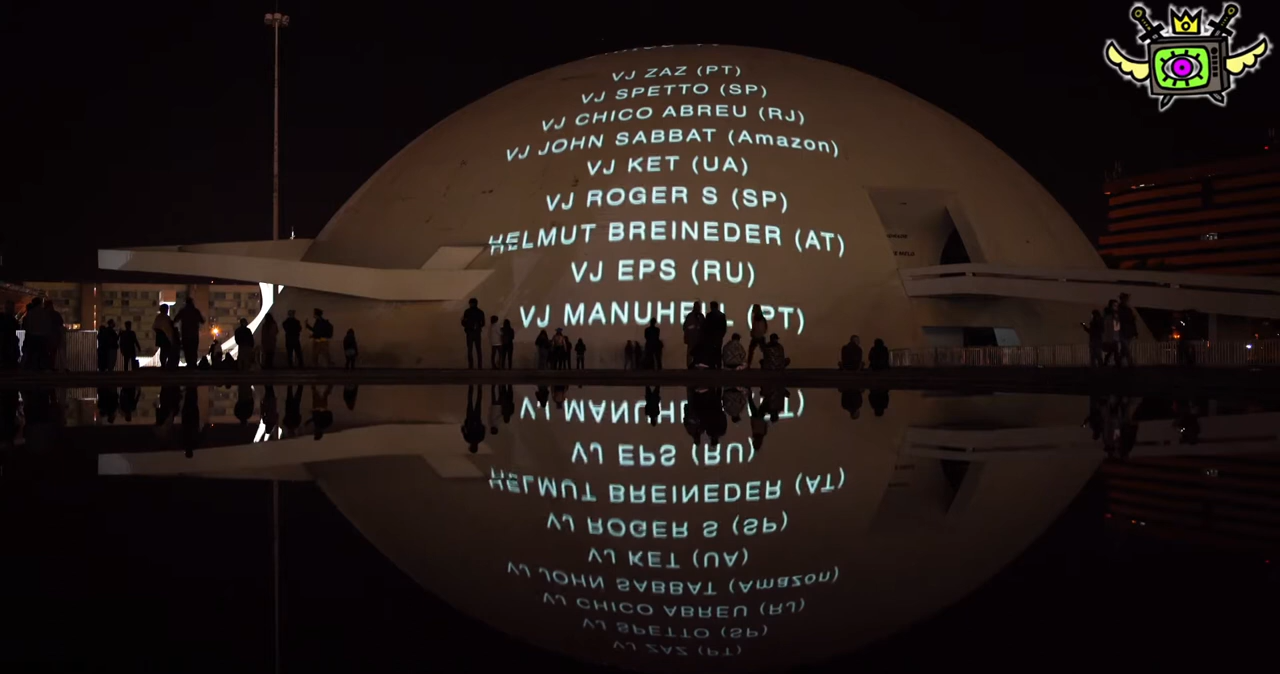 VJ ZAZ (PT)
VJ SPETTO (SP)
VJ CHICO ABREU (RJ)
VJ JOHN SABBAT (Amazon)
VJ KET (UA)
VJ ROGER S (SP)
HELMUT BREINEDER (AT)
VJ EPS (RU)
VJ (PT)